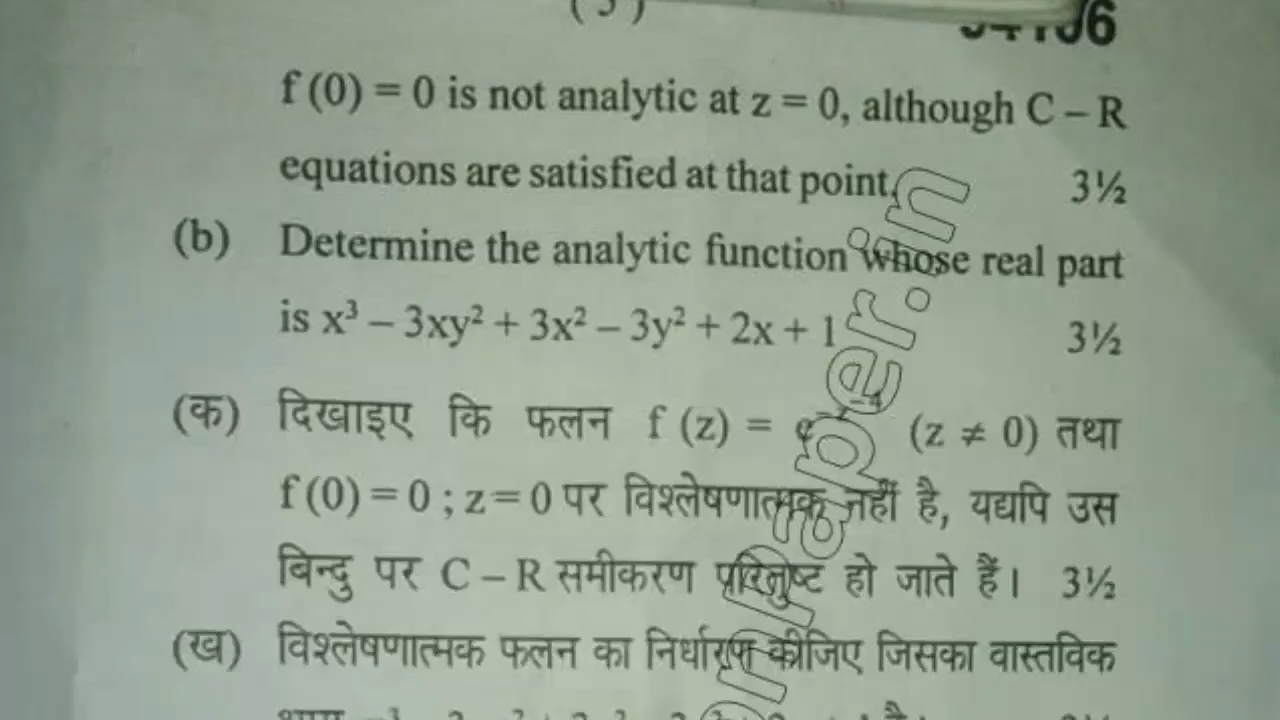 f (0) = 0 is not analytic at z = 0, although C – R
equations are satisfied at that point. 3½
(b) Determine the analytic function whose real part
is x³ – 3xy² + 3x² – 3y² + 2x + 1 3½
(क) दिखाइए कि फलन f (z) = (z ≠ 0) तथा
f (0) = 0 ; z = 0 पर विश्लेषणात्मक नहीं है, यद्यपि उस
बिन्दु पर C – R समीकरण परितुष्ट हो जाते हैं। 3½
(ख) विश्लेषणात्मक फलन का निर्धारण कीजिए जिसका वास्तविक